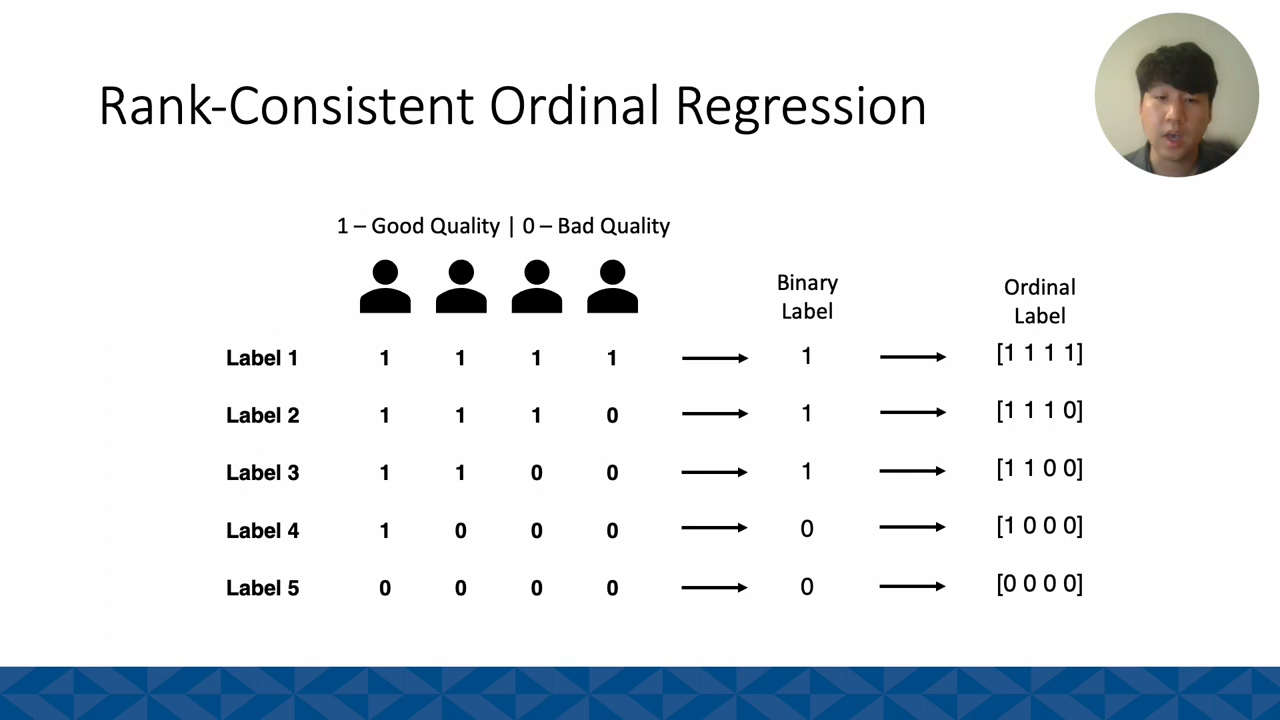 Rank-Consistent Ordinal Regression
1 – Good Quality | 0 – Bad Quality
Binary
Label
Ordinal
Label
Label 1 1 1 1 1 1 [1 1 1 1]
Label 2 1 1 1 0 1 [1 1 1 0]
Label 3 1 1 0 0 1 [1 1 0 0]
Label 4 1 0 0 0 0 [1 0 0 0]
Label 5 0 0 0 0 0 [0 0 0 0]